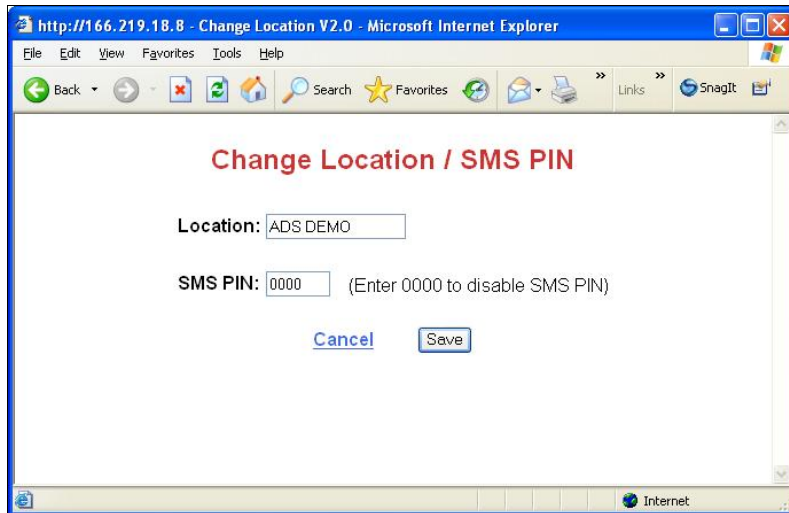 http://166.219.18.8 - Change Location V2.0 - Microsoft Internet Explorer
File Edit View Favorites Tools Help
Back Search Favorites » Links » SnagIt
Change Location / SMS PIN
Location: ADS DEMO
SMS PIN: 0000 (Enter 0000 to disable SMS PIN)
Cancel Save
Internet